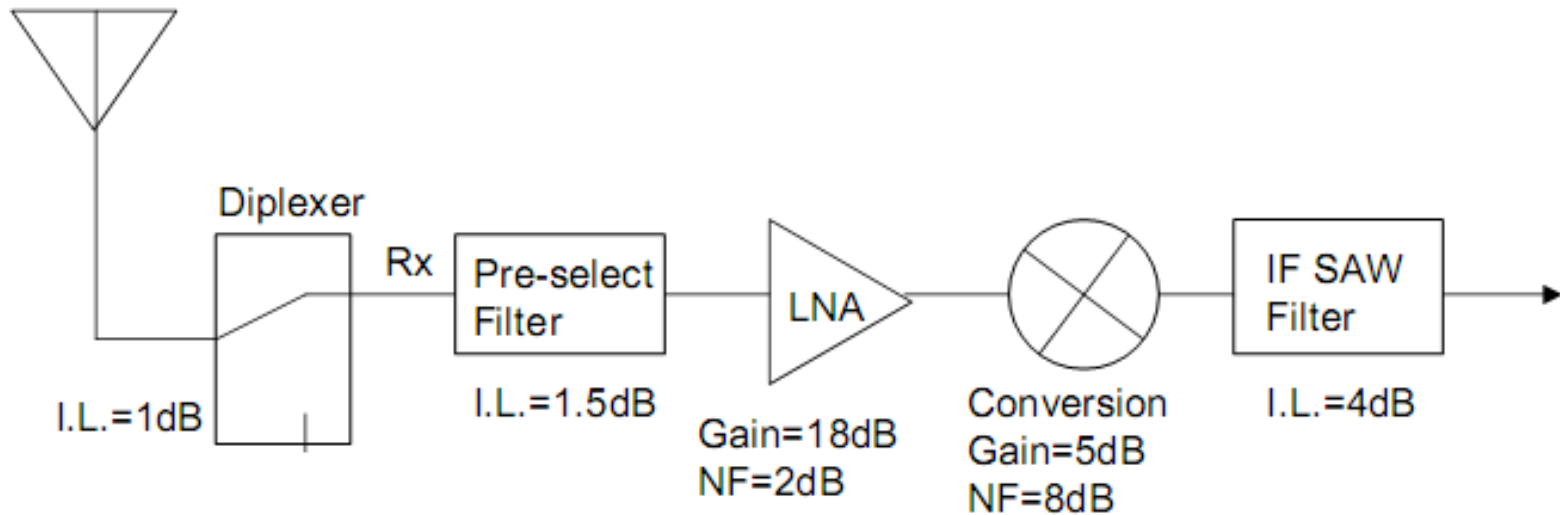 Diplexer
Rx
Pre-select
Filter
LNA
IF SAW
Filter
I.L.=1dB
I.L.=1.5dB
Gain=18dB
NF=2dB
Conversion
Gain=5dB
NF=8dB
I.L.=4dB